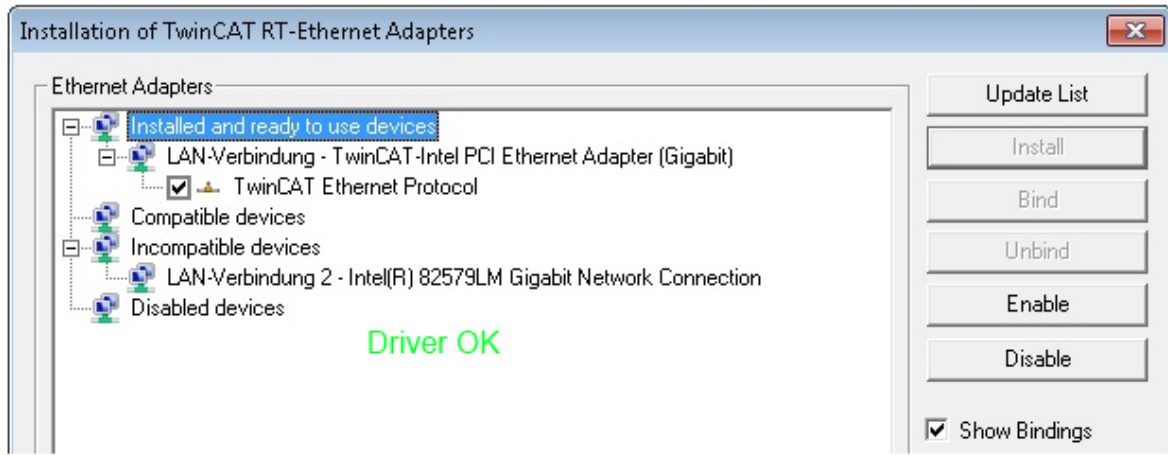 Installation of TwinCAT RT-Ethernet Adapters
Ethernet Adapters
Installed and ready to use devices
LAN-Verbindung - TwinCAT-Intel PCI Ethernet Adapter (Gigabit)
TwinCAT Ethernet Protocol
Compatible devices
Incompatible devices
LAN-Verbindung 2 - Intel(R) 82579LM Gigabit Network Connection
Disabled devices
Driver OK
Update List
Install
Bind
Unbind
Enable
Disable
Show Bindings